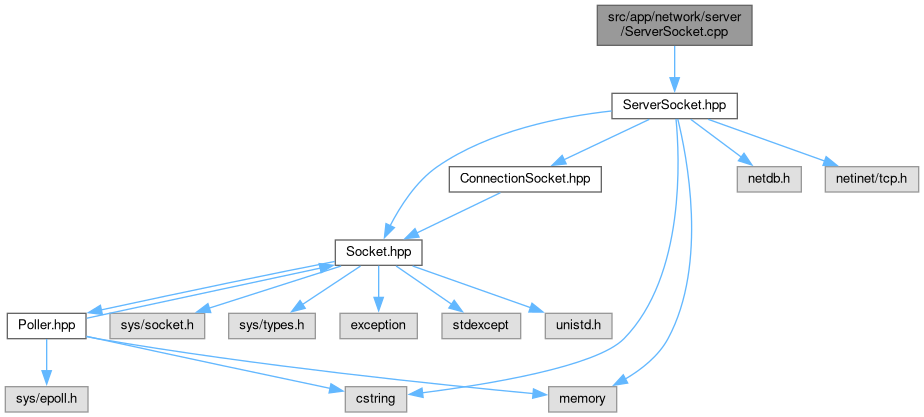 src/app/network/server
/ServerSocket.cpp
ServerSocket.hpp
ConnectionSocket.hpp
netdb.h
netinet/tcp.h
Socket.hpp
Poller.hpp
sys/socket.h
sys/types.h
exception
stdexcept
unistd.h
sys/epoll.h
cstring
memory